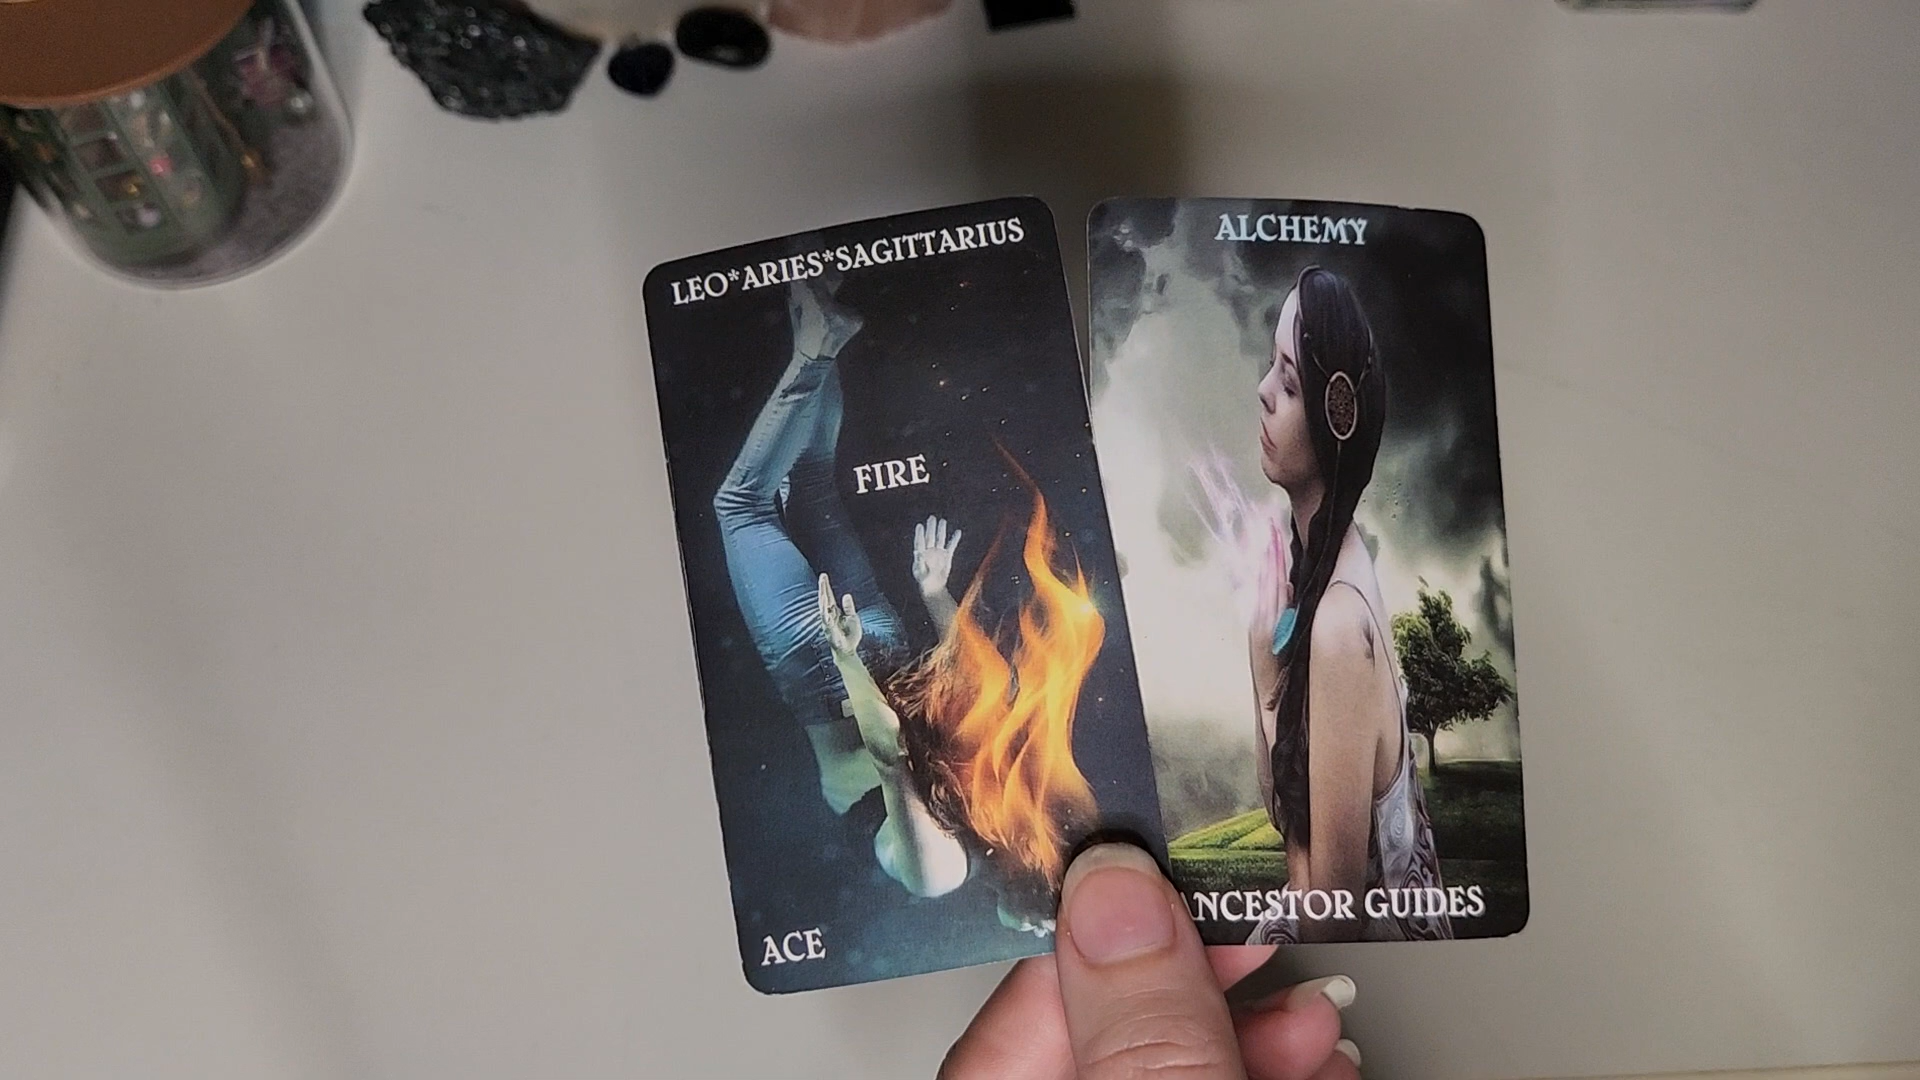 LEO*ARIES*SAGITTARIUS
FIRE
ACE
ALCHEMY
ANCESTOR GUIDES